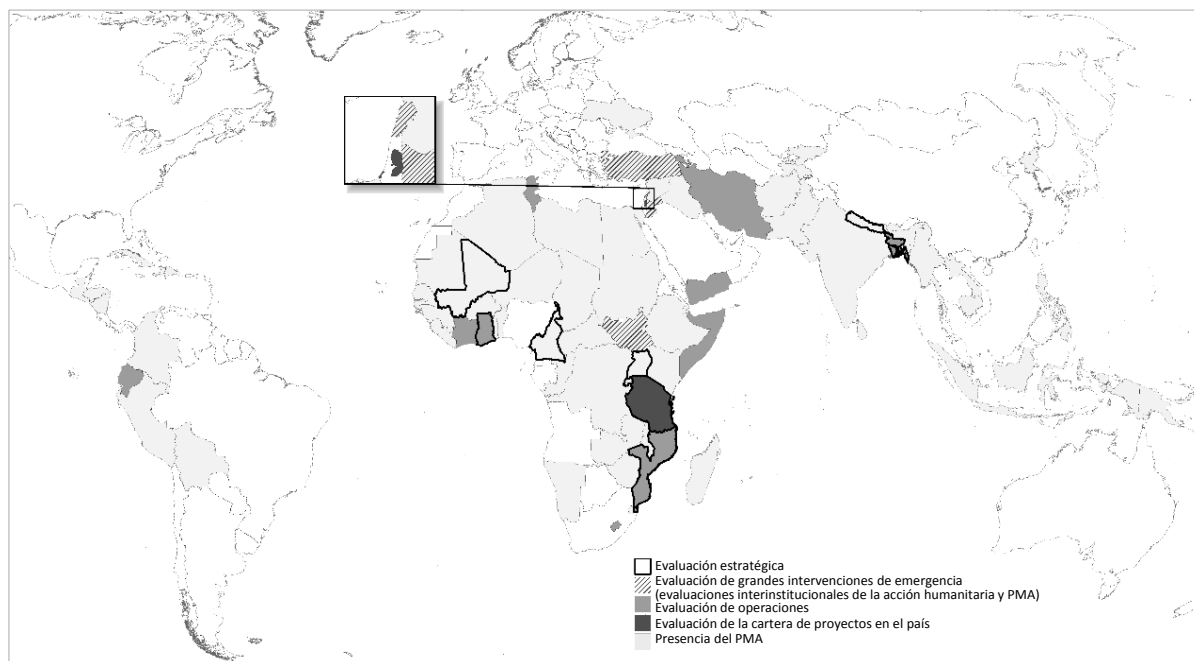 Evaluación estratégica
Evaluación de grandes intervenciones de emergencia
(evaluaciones interinstitucionales de la acción humanitaria y PMA)
Evaluación de operaciones
Evaluación de la cartera de proyectos en el país
Presencia del PMA